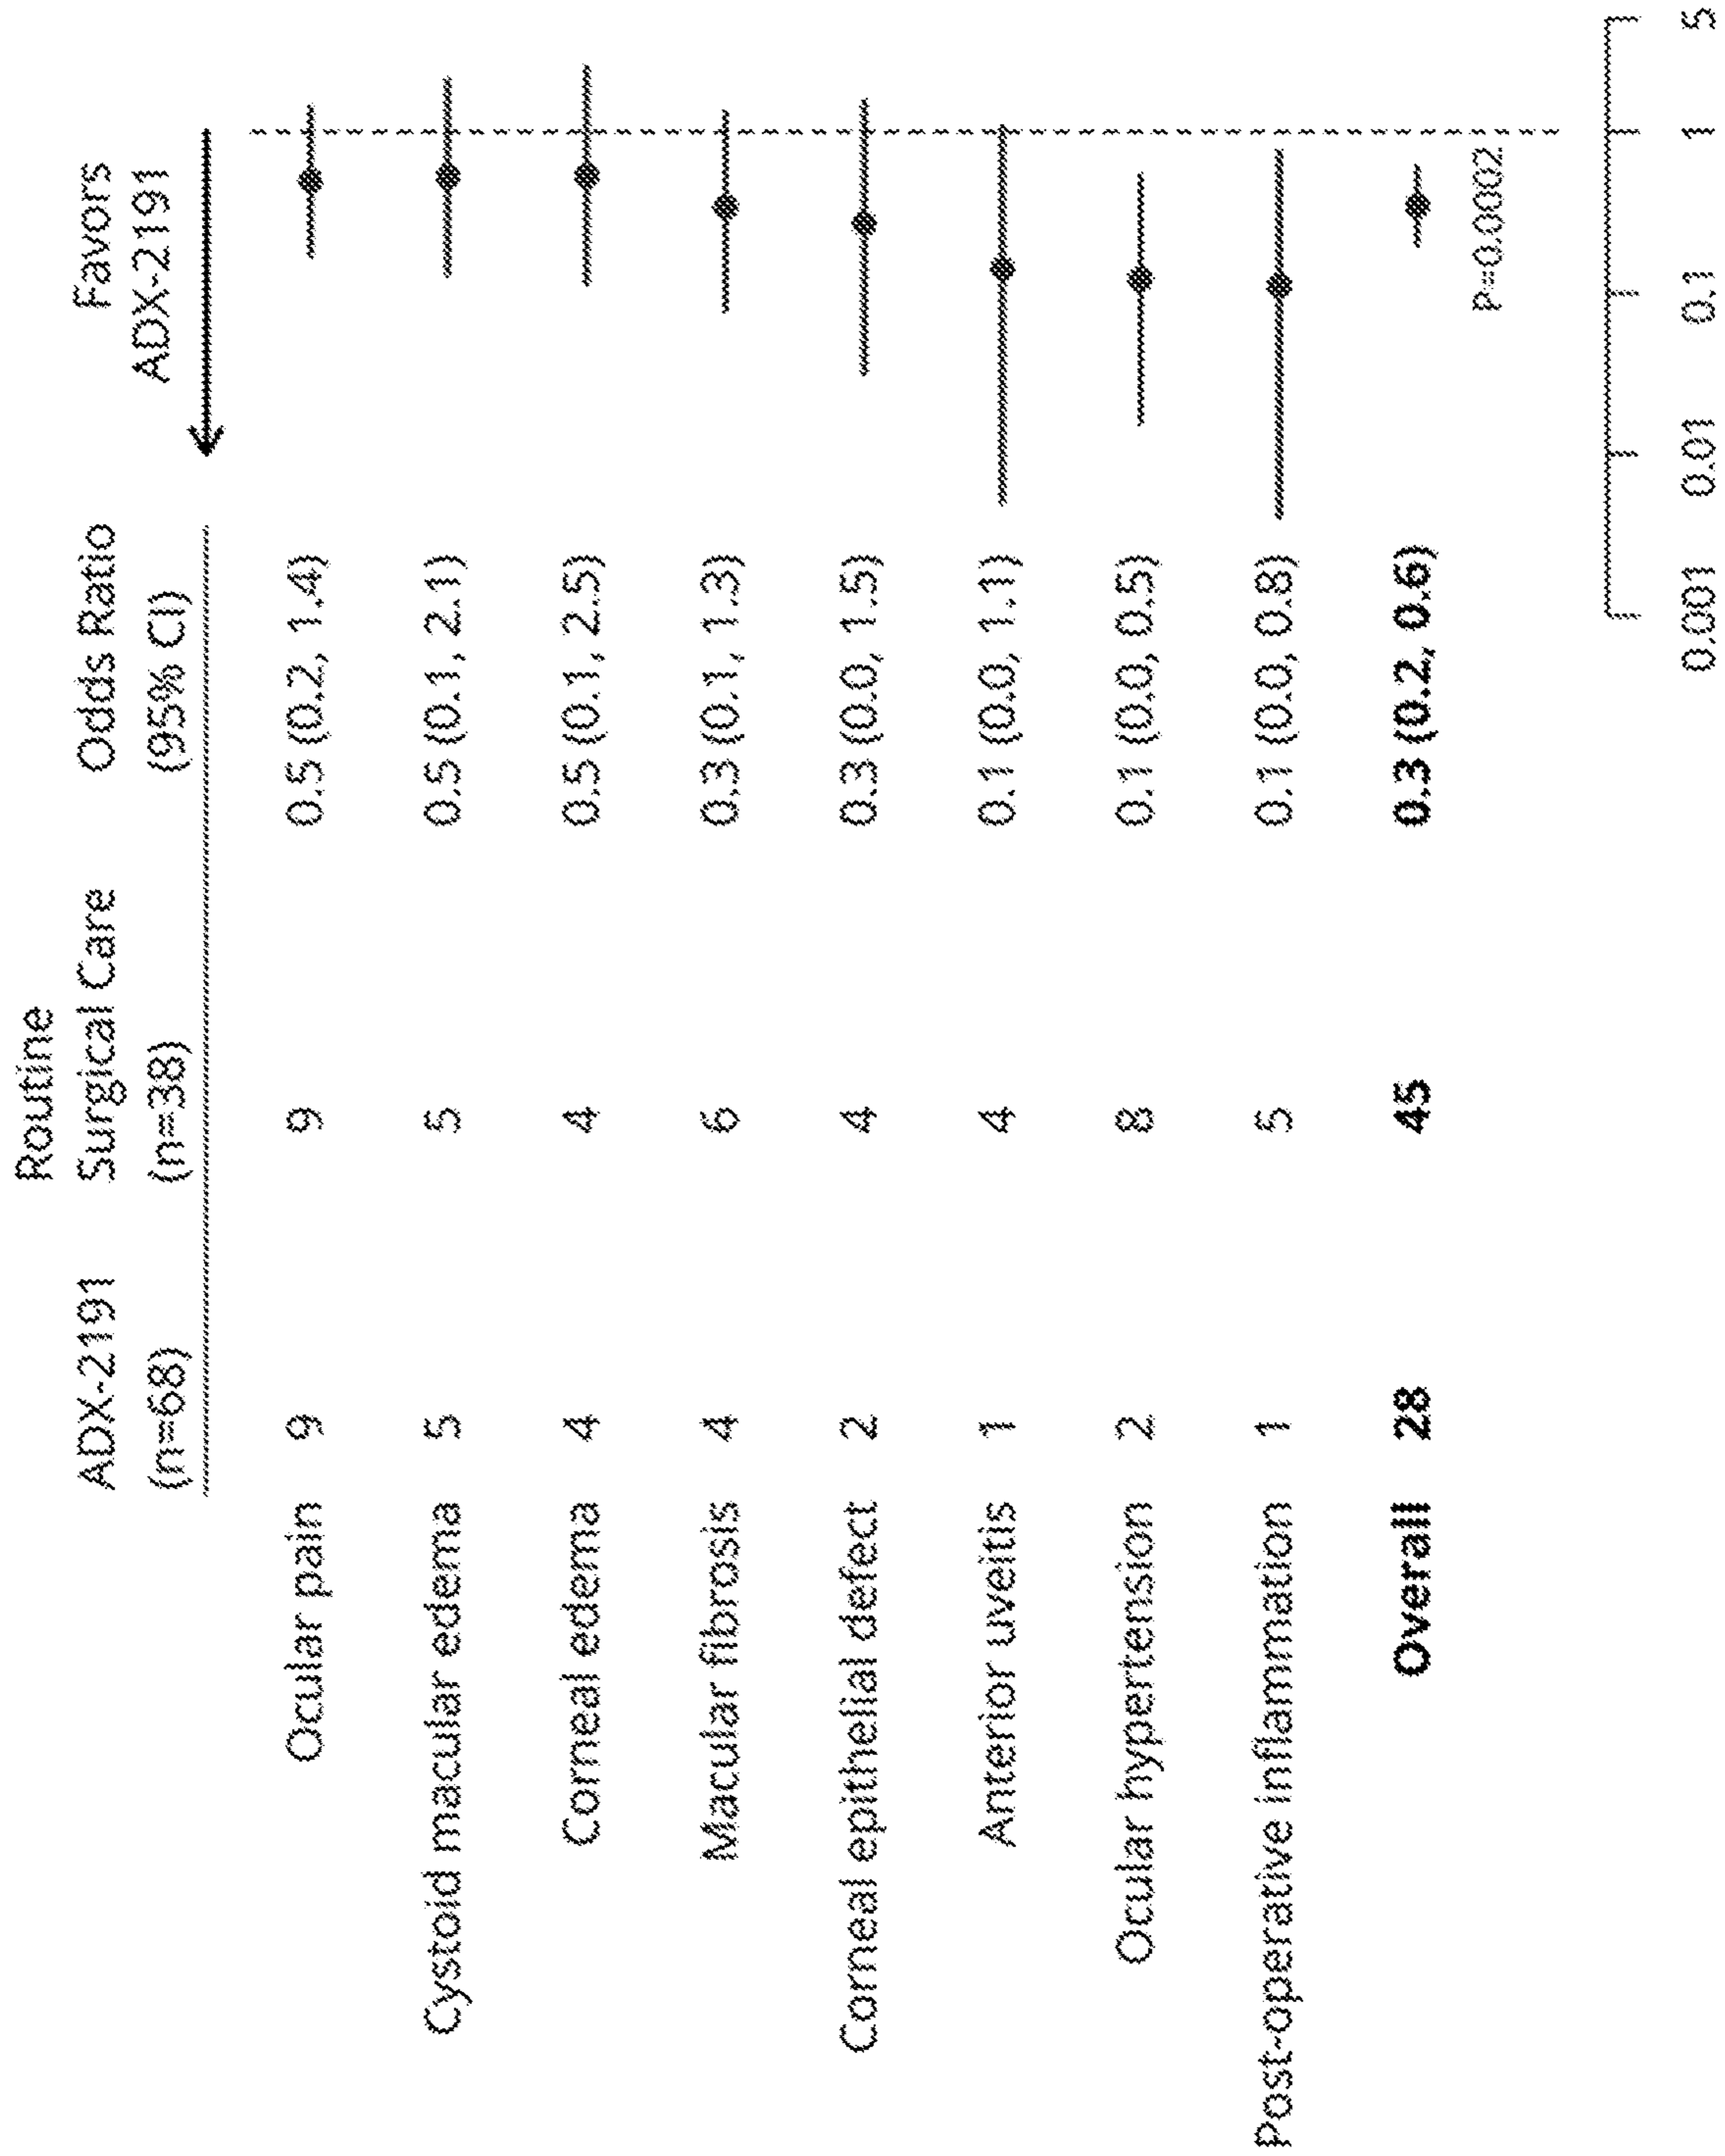 Routine
ADX-2191 Surgical Care Odds Ratio Favors
(n=68) (n=38) (95% CI) ADX-2191
Ocular pain 9 9 0.5 (0.2, 1.4)
Cystoid macular edema 5 5 0.5 (0.1, 2.1)
Corneal edema 4 4 0.5 (0.1, 2.5)
Macular fibrosis 4 6 0.3 (0.1, 1.3)
Corneal epithelial defect 2 4 0.3 (0.0, 1.5)
Anterior uveitis 1 4 0.1 (0.0, 1.1)
Ocular hypertension 2 8 0.1 (0.0, 0.5)
Post-operative inflammation 1 5 0.1 (0.0, 0.8)
Overall 28 45 0.3 (0.2, 0.6)
P=0.0002
0.001 0.01 0.1 1 5